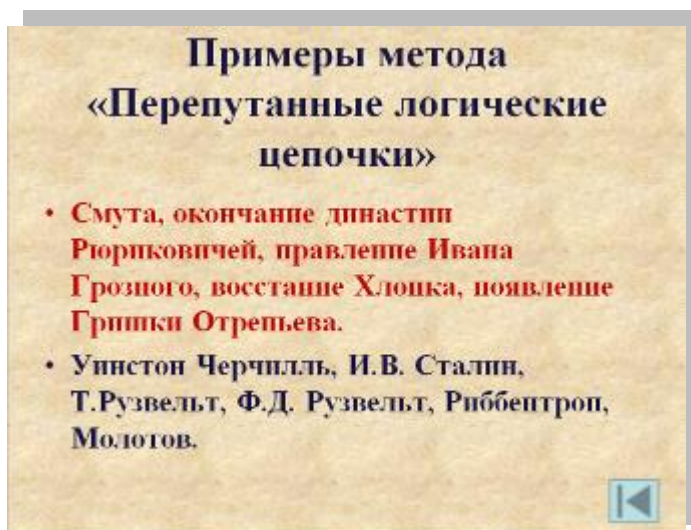 Примеры метода
«Перепутанные логические
цепочки»
• Смута, окончание династии
Рюриковичей, правление Ивана
Грозного, восстание Хлопка, появление
Гришки Отрепьева.
• Уинстон Черчилль, И.В. Сталин,
Т.Рузвельт, Ф.Д. Рузвельт, Риббентроп,
Молотов.